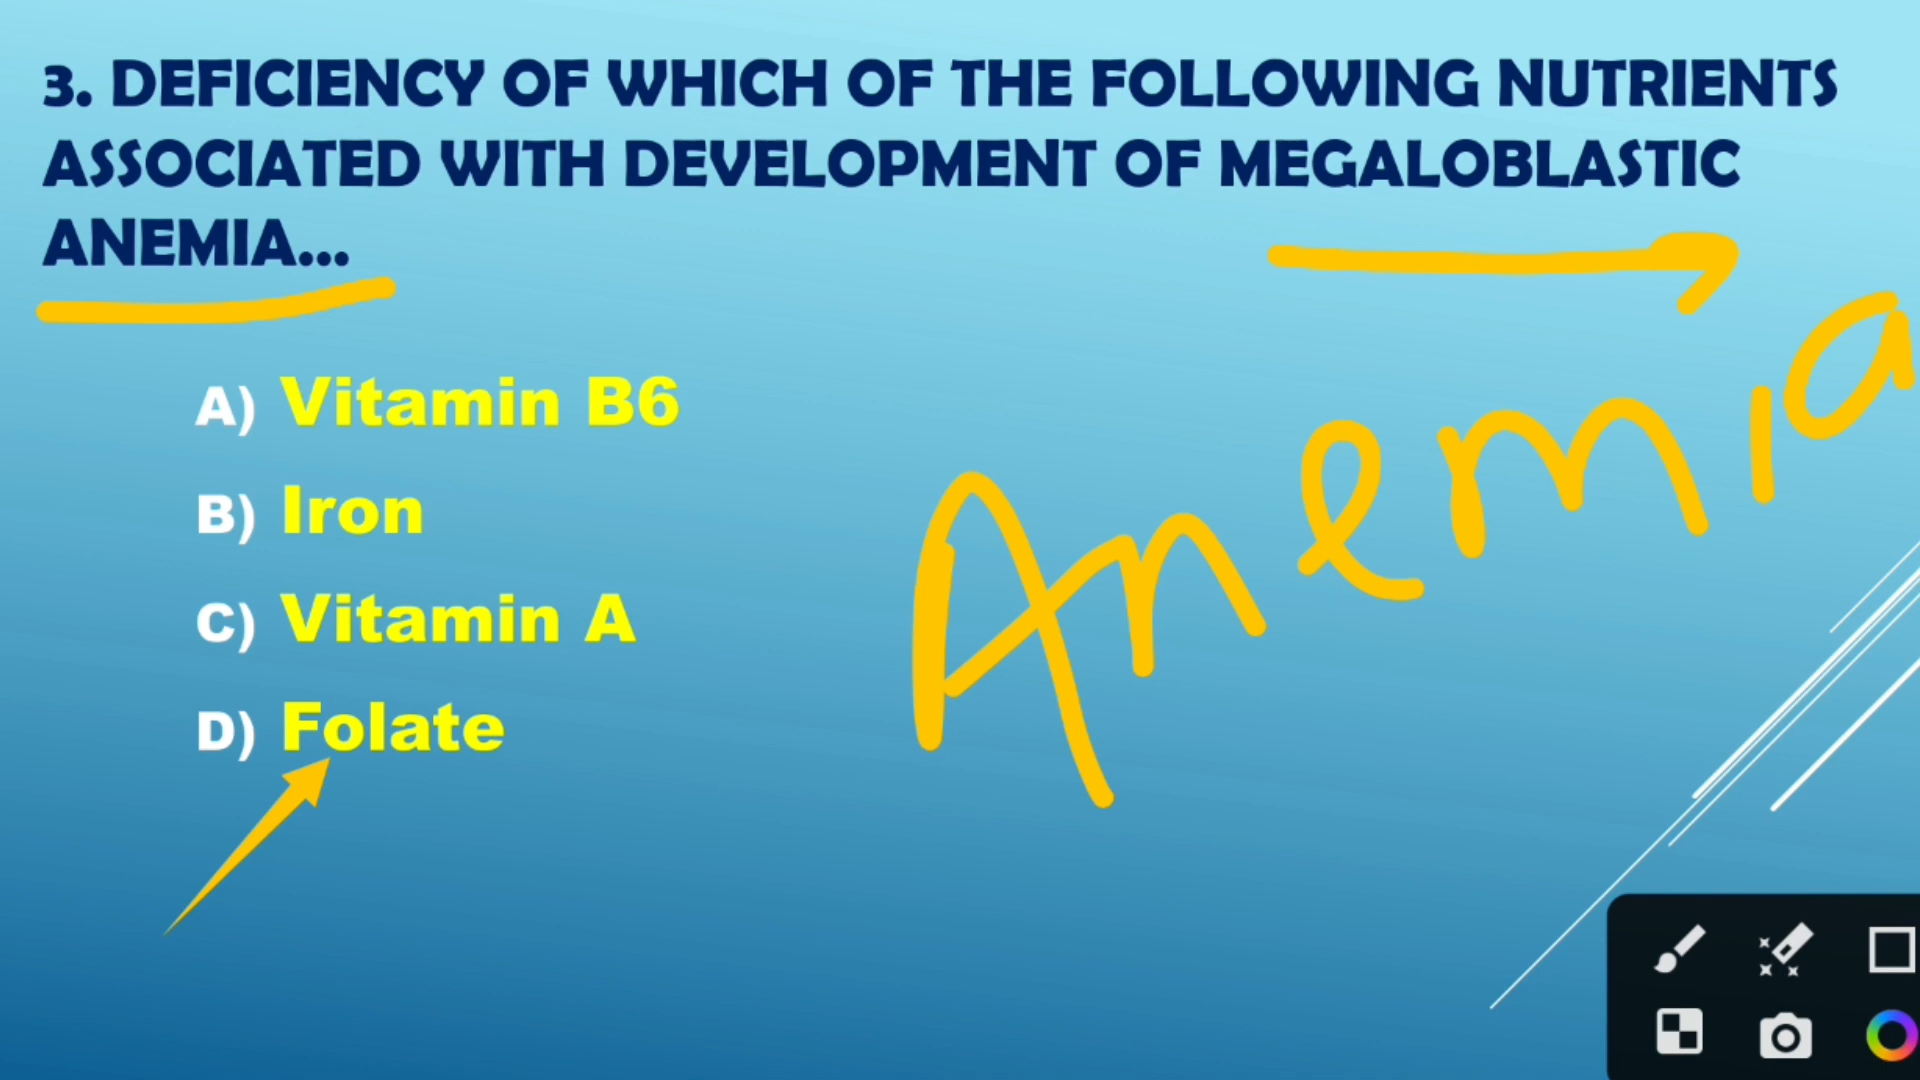 3. DEFICIENCY OF WHICH OF THE FOLLOWING NUTRIENTS
ASSOCIATED WITH DEVELOPMENT OF MEGALOBLASTIC
ANEMIA...
A) Vitamin B6
B) Iron
C) Vitamin A
D) Folate
Anemia